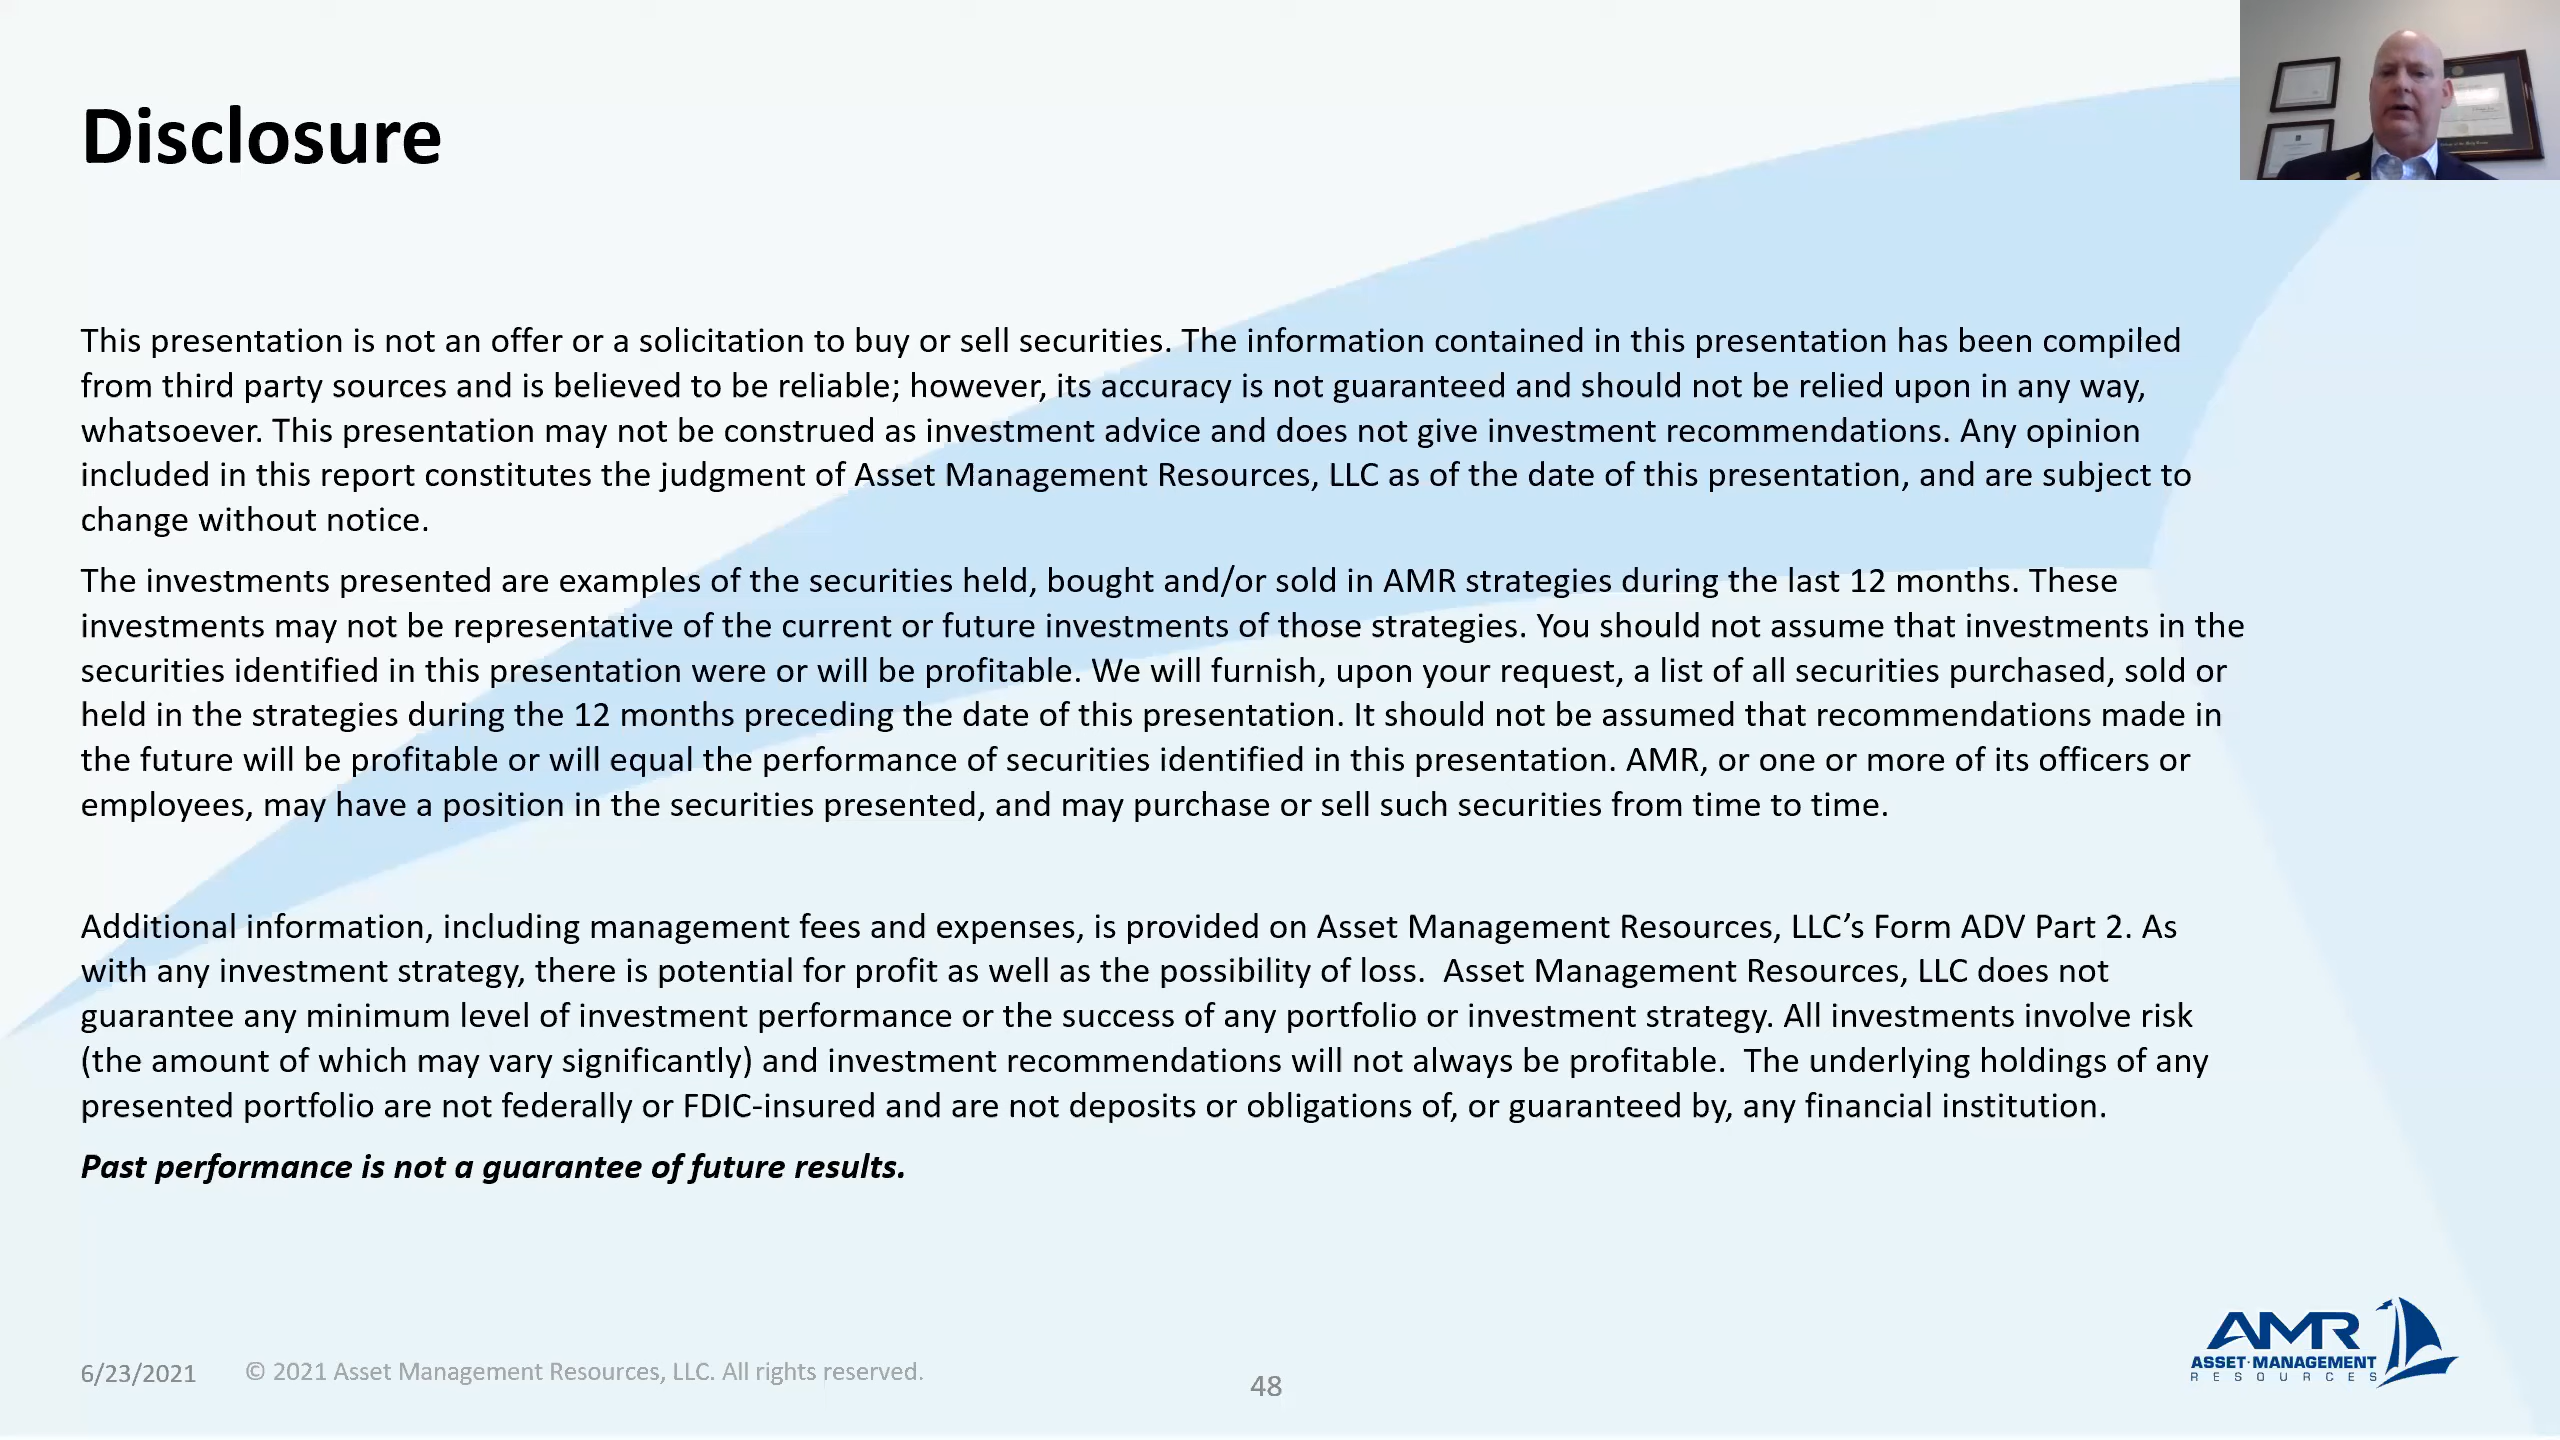 Disclosure
This presentation is not an offer or a solicitation to buy or sell securities. The information contained in this presentation has been compiled
from third party sources and is believed to be reliable; however, its accuracy is not guaranteed and should not be relied upon in any way,
whatsoever. This presentation may not be construed as investment advice and does not give investment recommendations. Any opinion
included in this report constitutes the judgment of Asset Management Resources, LLC as of the date of this presentation, and are subject to
change without notice.
The investments presented are examples of the securities held, bought and/or sold in AMR strategies during the last 12 months. These
investments may not be representative of the current or future investments of those strategies. You should not assume that investments in the
securities identified in this presentation were or will be profitable. We will furnish, upon your request, a list of all securities purchased, sold or
held in the strategies during the 12 months preceding the date of this presentation. It should not be assumed that recommendations made in
the future will be profitable or will equal the performance of securities identified in this presentation. AMR, or one or more of its officers or
employees, may have a position in the securities presented, and may purchase or sell such securities from time to time.
Additional information, including management fees and expenses, is provided on Asset Management Resources, LLC’s Form ADV Part 2. As
with any investment strategy, there is potential for profit as well as the possibility of loss.  Asset Management Resources, LLC does not
guarantee any minimum level of investment performance or the success of any portfolio or investment strategy. All investments involve risk
(the amount of which may vary significantly) and investment recommendations will not always be profitable.  The underlying holdings of any
presented portfolio are not federally or FDIC-insured and are not deposits or obligations of, or guaranteed by, any financial institution.
Past performance is not a guarantee of future results.
6/23/2021
© 2021 Asset Management Resources, LLC. All rights reserved.
48
AMR
ASSET·MANAGEMENT
RESOURCES